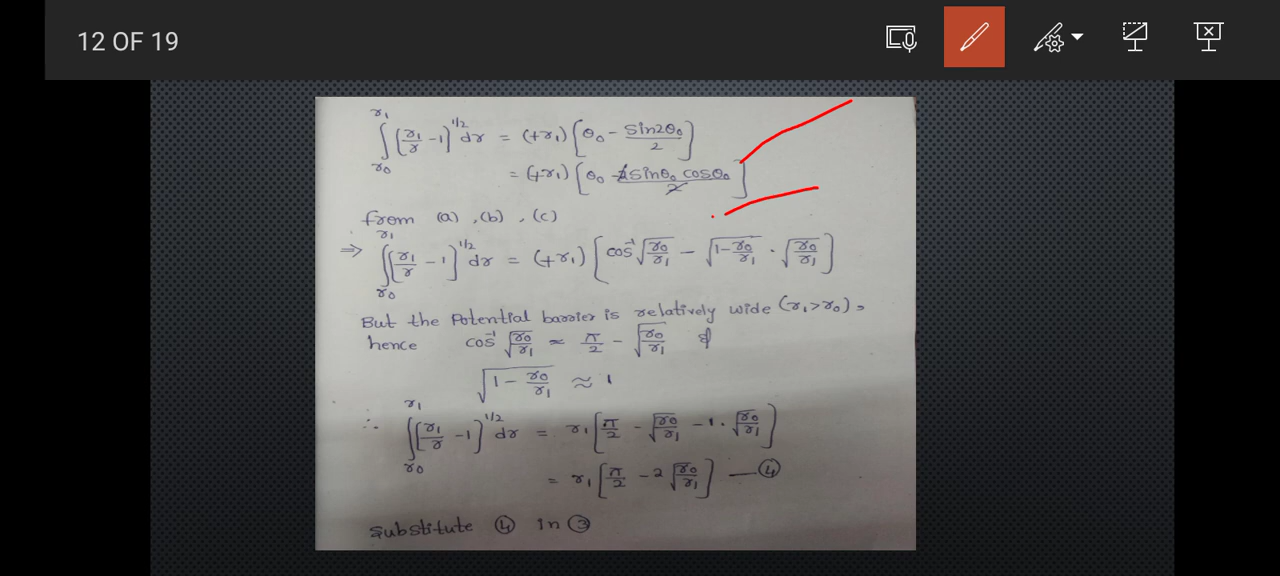 12 OF 19
∫_{r₀}^{r₁} [r₁/r - 1]^{1/2} dr = (+r₁) [θ₀ - Sin2θ₀/2]
= (+r₁) [θ₀ - 2Sinθ₀ cosθ₀/2]
from (a) , (b) , (c)
⇒ ∫_{r₀}^{r₁} [r₁/r - 1]^{1/2} dr = (+r₁) [cos⁻¹√(r₀/r₁) - √(1 - r₀/r₁) · √(r₀/r₁)]
But the Potential barrier is relatively wide (r₁>r₀),
hence cos⁻¹√(r₀/r₁) ≈ π/2 - √(r₀/r₁) &
√(1 - r₀/r₁) ≈ 1
∴ ∫_{r₀}^{r₁} [r₁/r - 1]^{1/2} dr = r₁ [π/2 - √(r₀/r₁) - 1 · √(r₀/r₁)]
= r₁ [π/2 - 2√(r₀/r₁)] — ④
Substitute ④ in ③